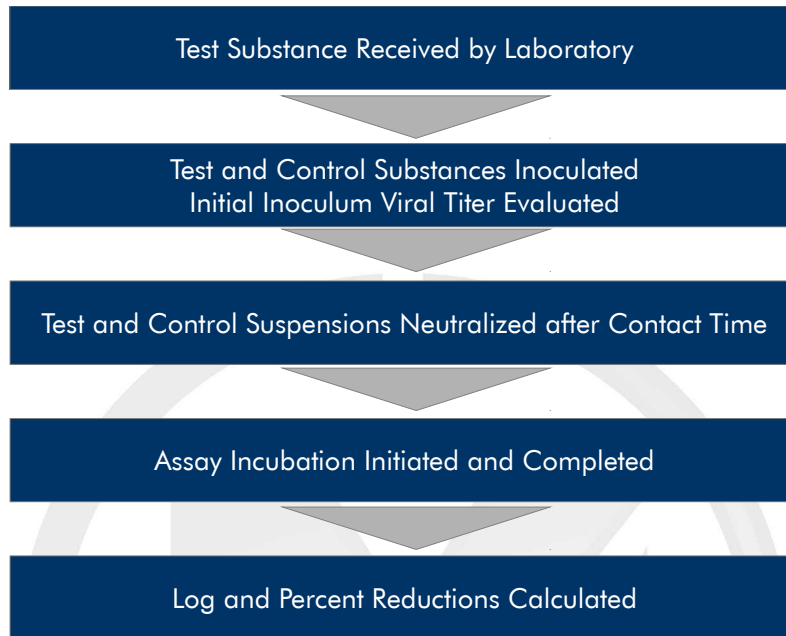 Test Substance Received by Laboratory
Test and Control Substances Inoculated
Initial Inoculum Viral Titer Evaluated
Test and Control Suspensions Neutralized after Contact Time
Assay Incubation Initiated and Completed
Log and Percent Reductions Calculated